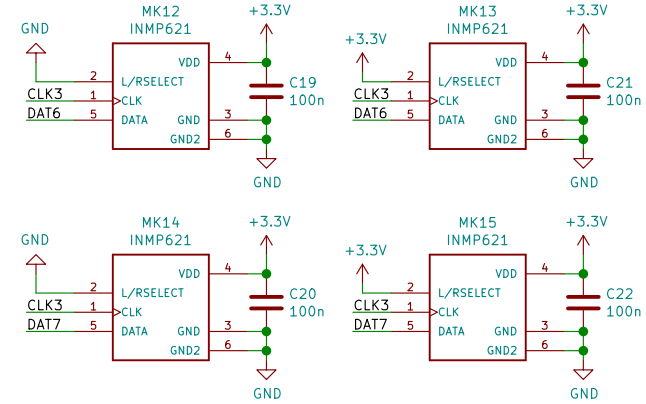 MK12
INMP621
+3.3V
GND
VDD 4
2 L/RSELECT
C19
100n
CLK3 1 CLK
DAT6 5 DATA
GND 3
GND2 6
GND
MK13
INMP621
+3.3V
+3.3V
VDD 4
2 L/RSELECT
C21
100n
CLK3 1 CLK
DAT6 5 DATA
GND 3
GND2 6
GND
MK14
INMP621
+3.3V
GND
VDD 4
2 L/RSELECT
C20
100n
CLK3 1 CLK
DAT7 5 DATA
GND 3
GND2 6
GND
MK15
INMP621
+3.3V
+3.3V
VDD 4
2 L/RSELECT
C22
100n
CLK3 1 CLK
DAT7 5 DATA
GND 3
GND2 6
GND